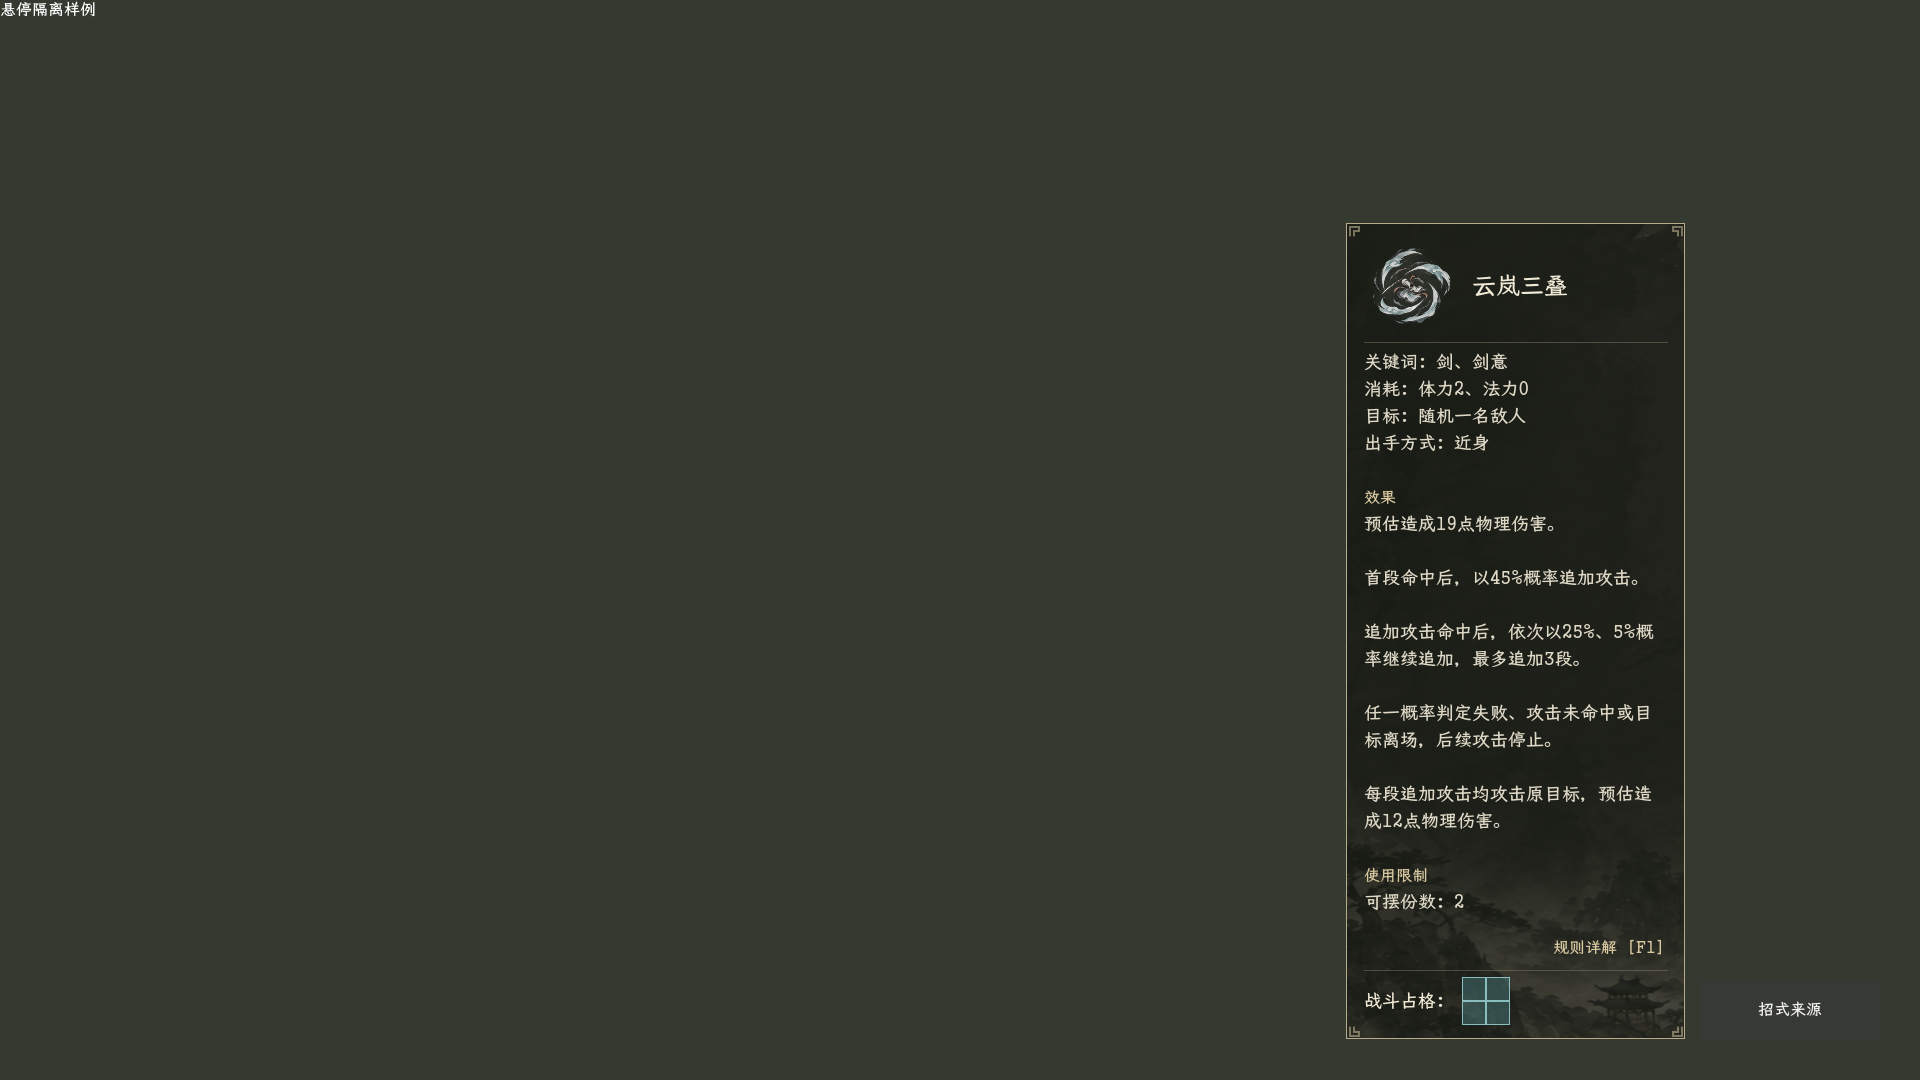 悬停隔离样例
云岚三叠
关键词：剑、剑意
消耗：体力2、法力0
目标：随机一名敌人
出手方式：近身
效果
预估造成19点物理伤害。
首段命中后，以45%概率追加攻击。
追加攻击命中后，依次以25%、5%概
率继续追加，最多追加3段。
任一概率判定失败、攻击未命中或目
标离场，后续攻击停止。
每段追加攻击均攻击原目标，预估造
成12点物理伤害。
使用限制
可摆份数：2
规则详解 [F1]
战斗占格：
招式来源